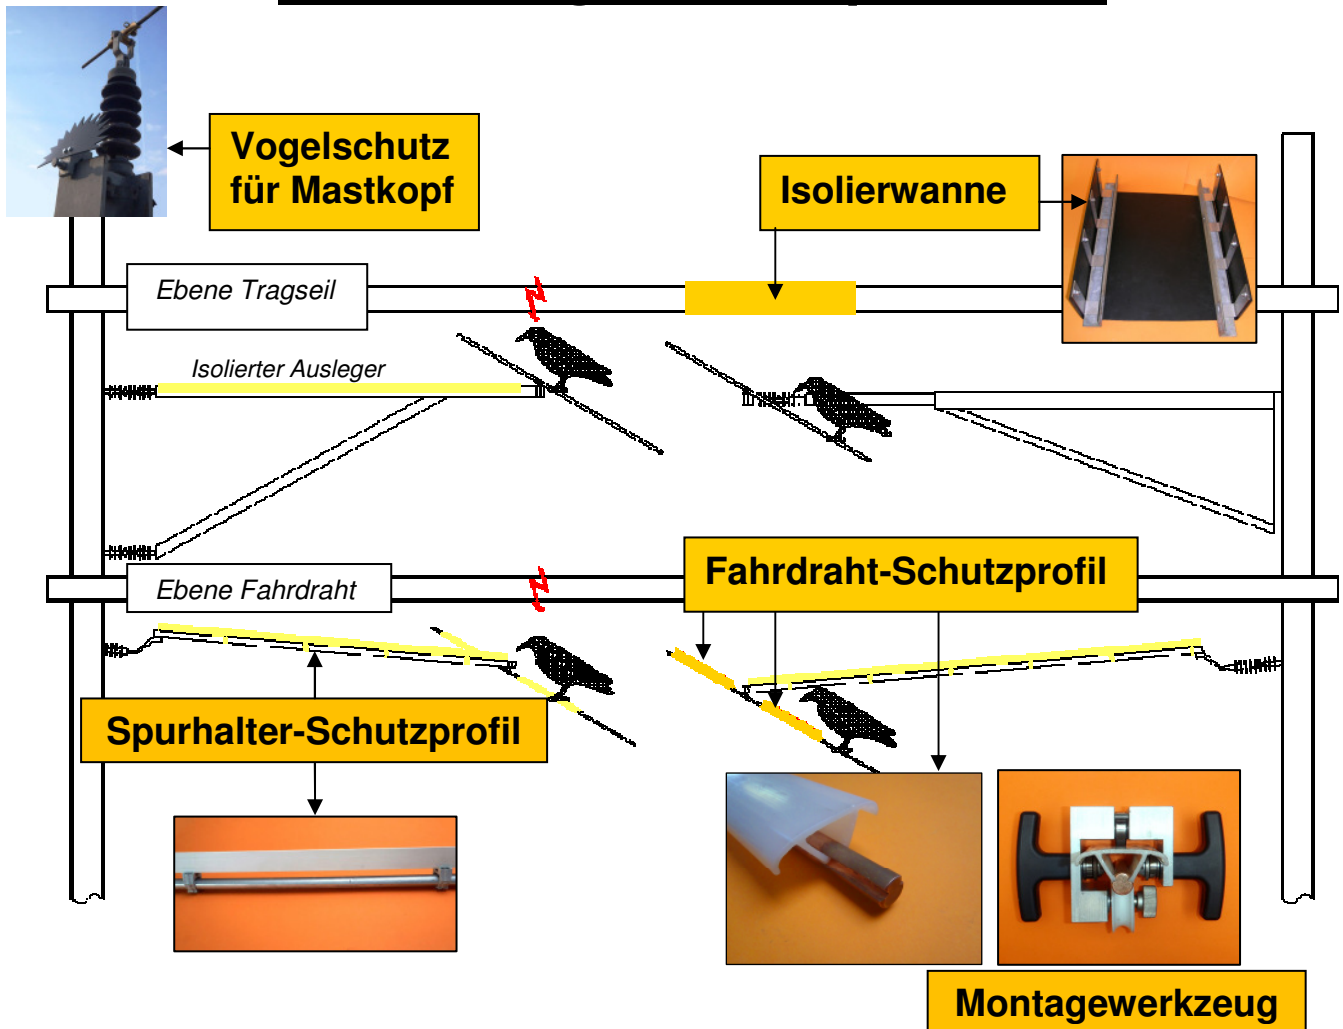 Vogelschutz
für Mastkopf
Isolierwanne
Ebene Tragseil
Isolierter Ausleger
Fahrdraht-Schutzprofil
Ebene Fahrdraht
Spurhalter-Schutzprofil
Montagewerkzeug